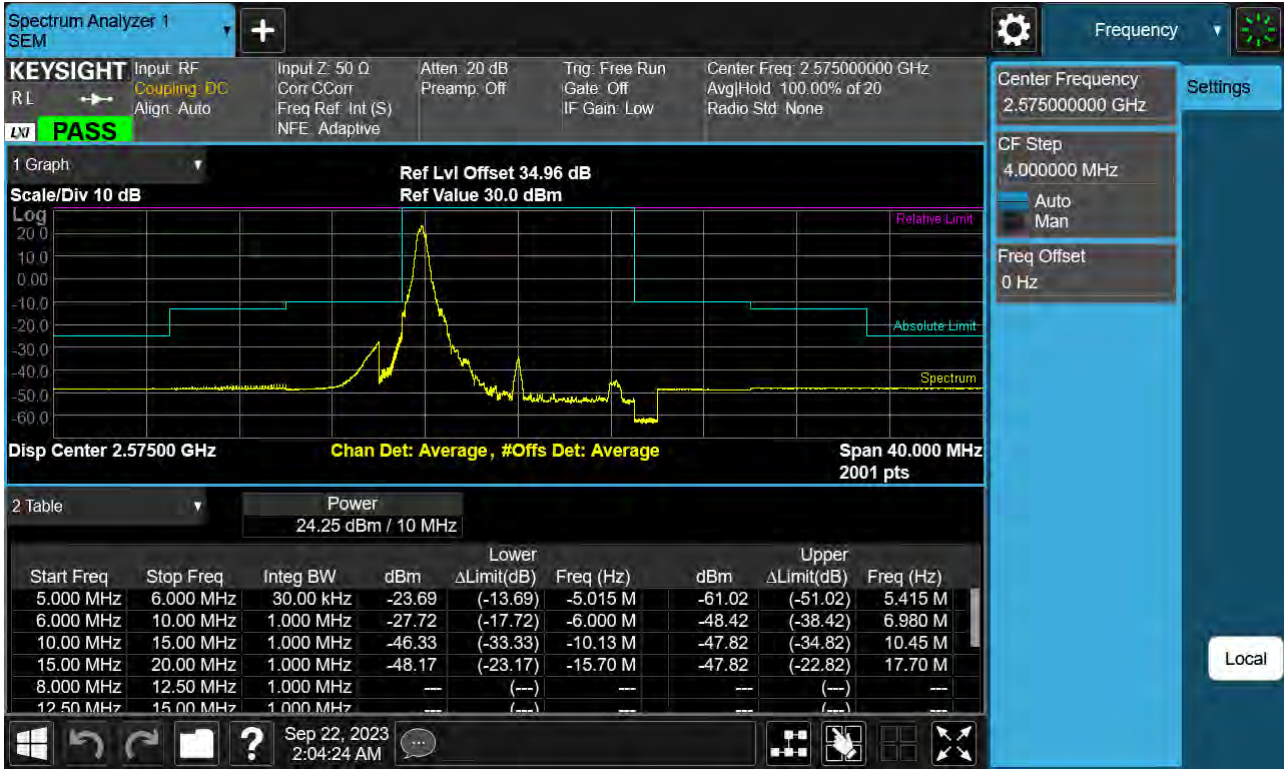 Spectrum Analyzer 1
SEM
Frequency
KEYSIGHT
R L
LXI
PASS
Input: RF
Coupling: DC
Align: Auto
Input Z: 50 Ω
Corr CCorr
Freq Ref: Int (S)
NFE: Adaptive
Atten: 20 dB
Preamp: Off
Trig: Free Run
Gate: Off
IF Gain: Low
Center Freq: 2.575000000 GHz
Avg|Hold: 100.00% of 20
Radio Std: None
Center Frequency
2.575000000 GHz
Settings
CF Step
4.000000 MHz
Auto
Man
Freq Offset
0 Hz
Local
1 Graph
Scale/Div 10 dB
Ref Lvl Offset 34.96 dB
Ref Value 30.0 dBm
Log
20.0
10.0
0.00
-10.0
-20.0
-30.0
-40.0
-50.0
-60.0
Relative Limit
Absolute Limit
Spectrum
Disp Center 2.57500 GHz
Chan Det: Average, #Offs Det: Average
Span 40.000 MHz
2001 pts
2 Table
Power
24.25 dBm / 10 MHz
Lower Upper
Start Freq Stop Freq Integ BW dBm ∆Limit(dB) Freq (Hz) dBm ∆Limit(dB) Freq (Hz)
5.000 MHz 6.000 MHz 30.00 kHz -23.69 (-13.69) -5.015 M -61.02 (-51.02) 5.415 M
6.000 MHz 10.00 MHz 1.000 MHz -27.72 (-17.72) -6.000 M -48.42 (-38.42) 6.980 M
10.00 MHz 15.00 MHz 1.000 MHz -46.33 (-33.33) -10.13 M -47.82 (-34.82) 10.45 M
15.00 MHz 20.00 MHz 1.000 MHz -48.17 (-23.17) -15.70 M -47.82 (-22.82) 17.70 M
8.000 MHz 12.50 MHz 1.000 MHz --- (---) --- --- (---) ---
12.50 MHz 15.00 MHz 1.000 MHz --- (---) --- --- (---) ---
Sep 22, 2023
2:04:24 AM